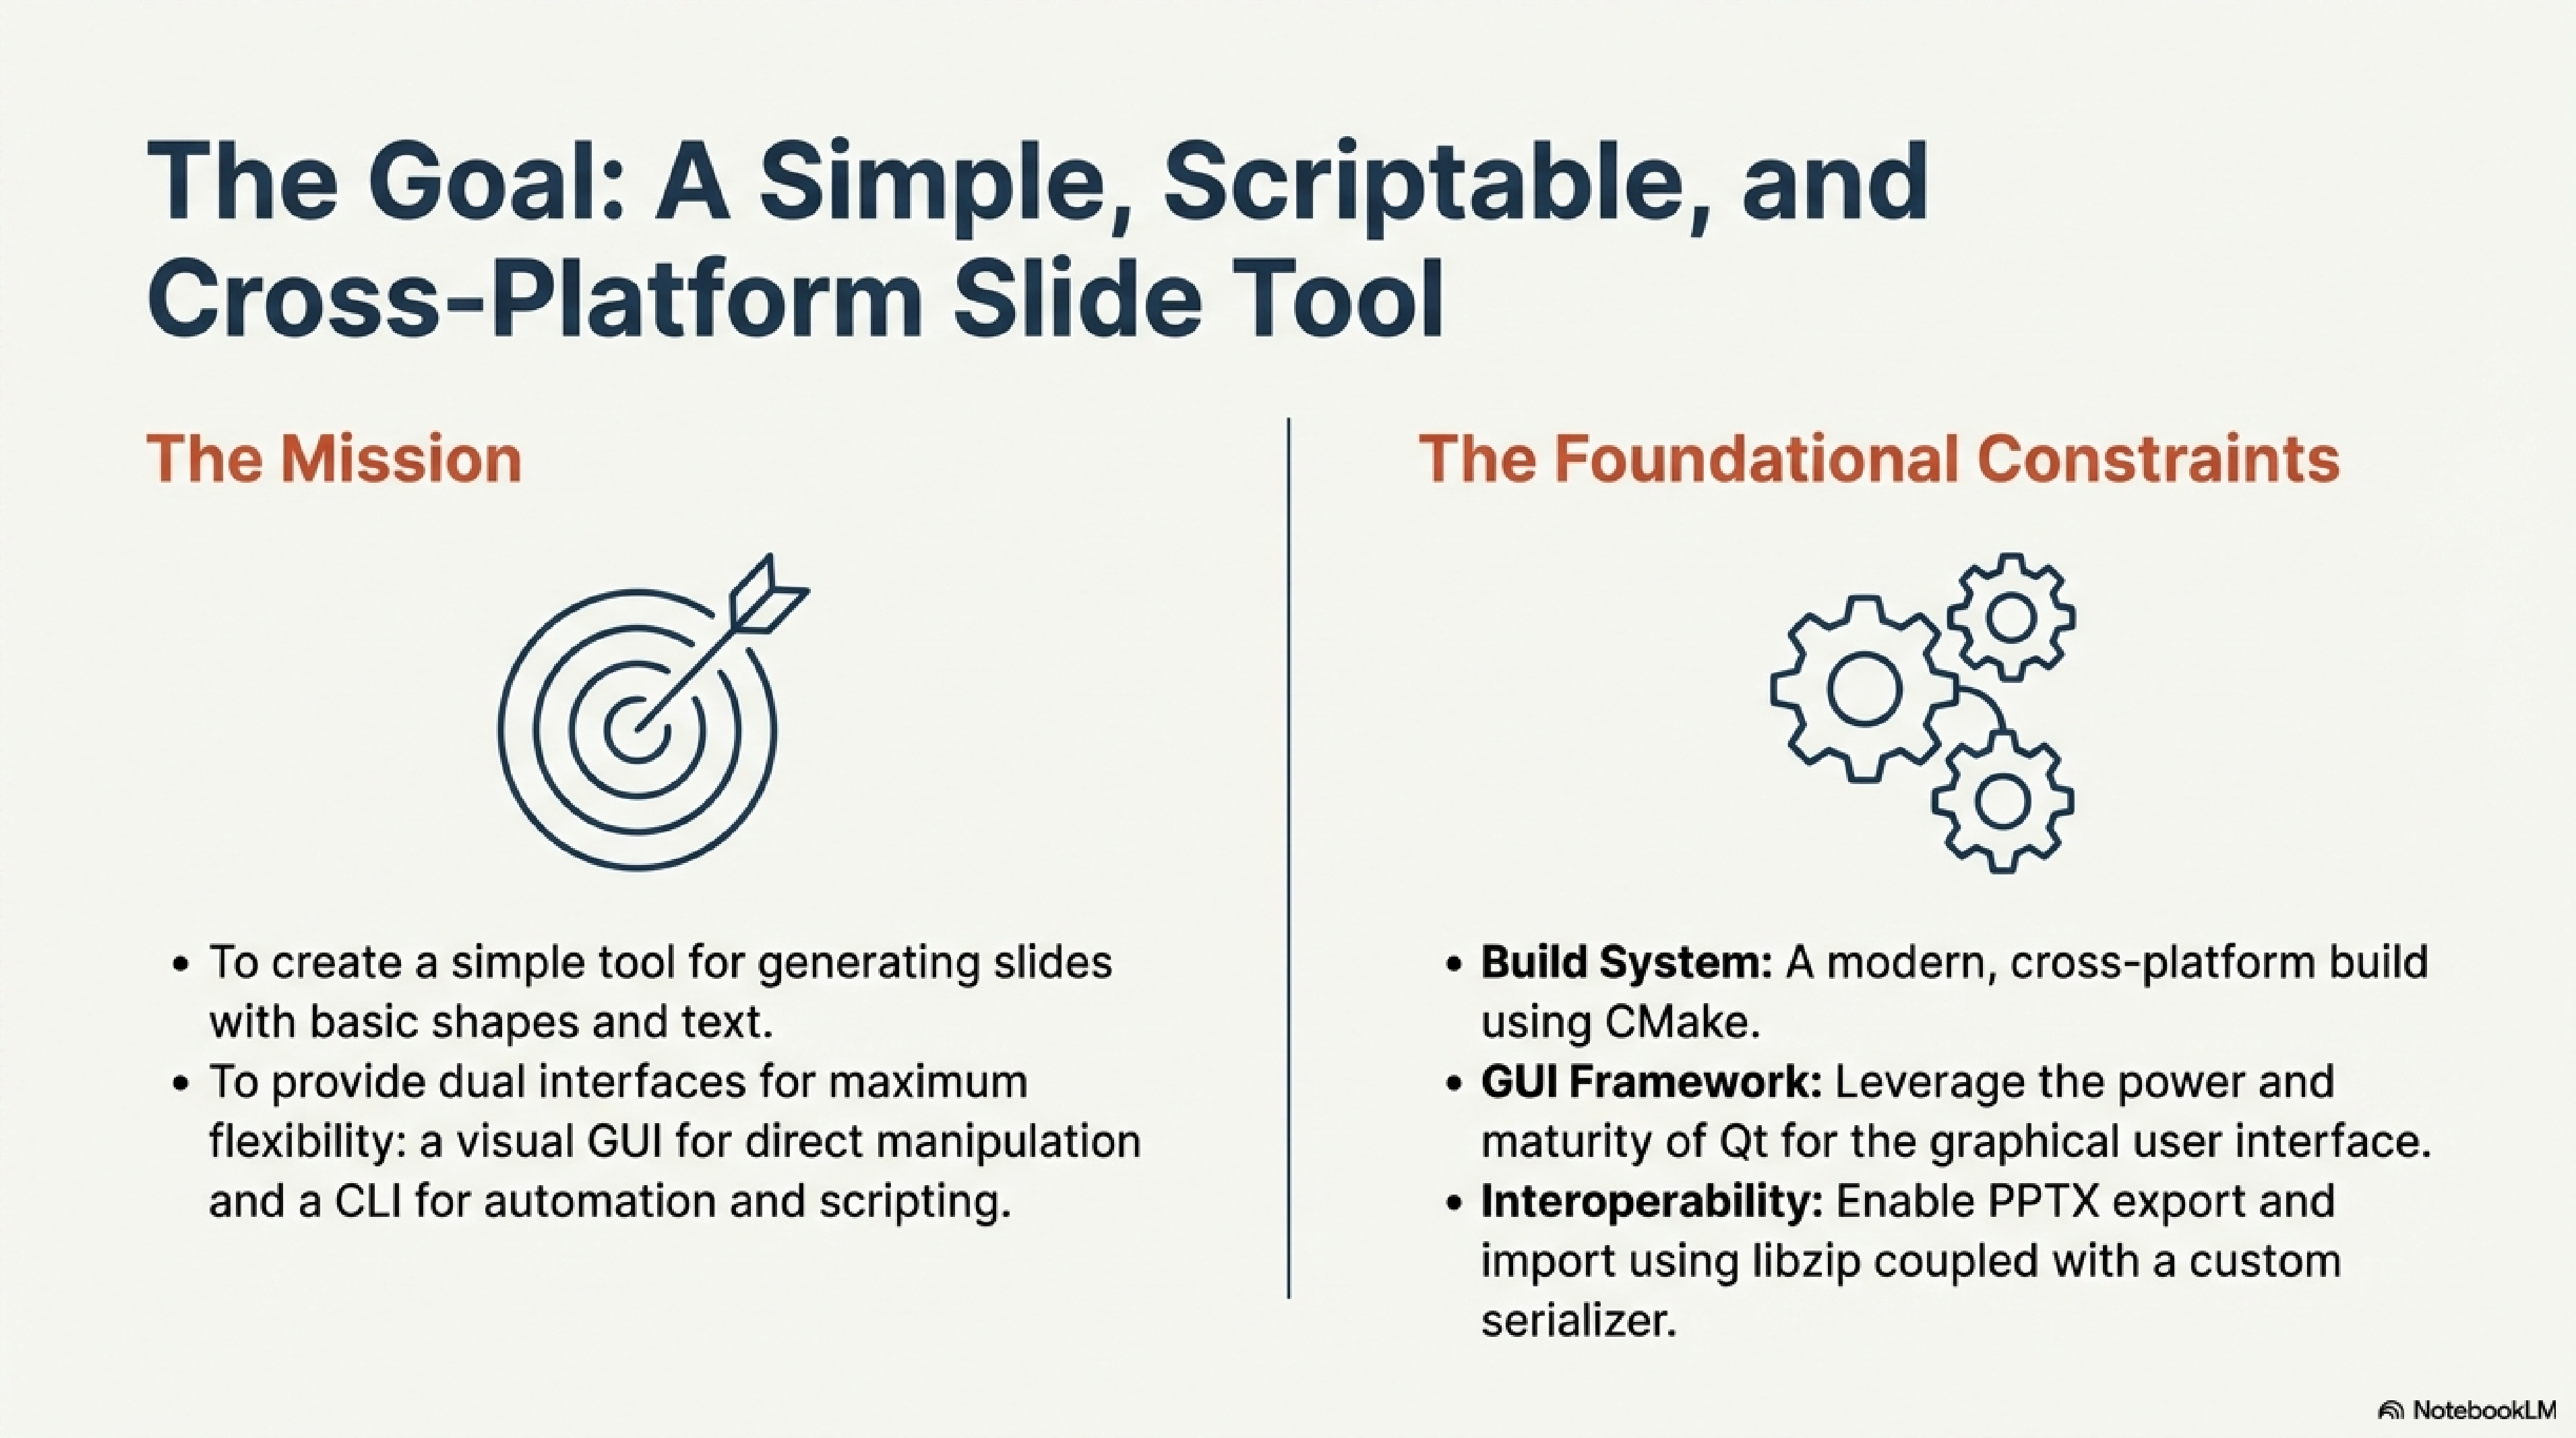 The Goal: A Simple, Scriptable, and
Cross-Platform Slide Tool
The Mission
• To create a simple tool for generating slides
with basic shapes and text.
• To provide dual interfaces for maximum
flexibility: a visual GUI for direct manipulation
and a CLI for automation and scripting.
The Foundational Constraints
• Build System: A modern, cross-platform build
using CMake.
• GUI Framework: Leverage the power and
maturity of Qt for the graphical user interface.
• Interoperability: Enable PPTX export and
import using libzip coupled with a custom
serializer.
NotebookLM